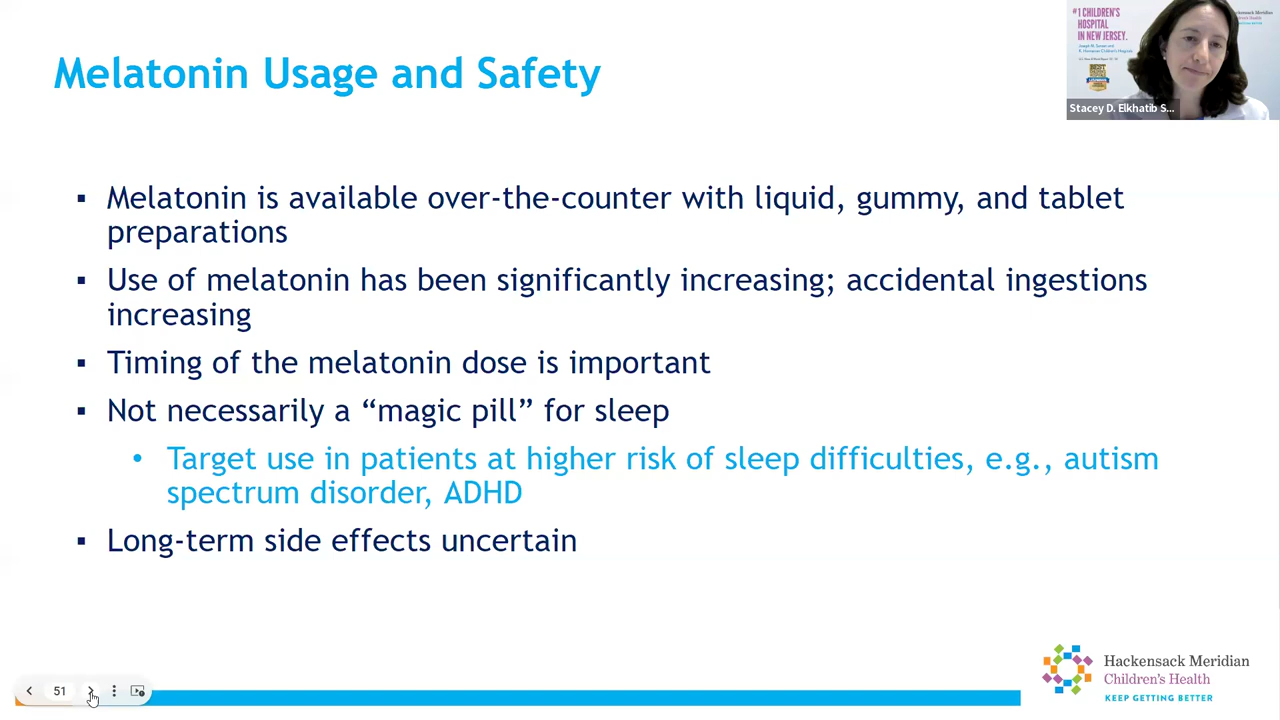 Melatonin Usage and Safety
#1 CHILDREN'S
HOSPITAL
IN NEW JERSEY.
Hackensack Meridian
Stacey D. Elkhatib S...
▪ Melatonin is available over-the-counter with liquid, gummy, and tablet
preparations
▪ Use of melatonin has been significantly increasing; accidental ingestions
increasing
▪ Timing of the melatonin dose is important
▪ Not necessarily a “magic pill” for sleep
• Target use in patients at higher risk of sleep difficulties, e.g., autism
spectrum disorder, ADHD
▪ Long-term side effects uncertain
51
Hackensack Meridian
Children's Health
KEEP GETTING BETTER